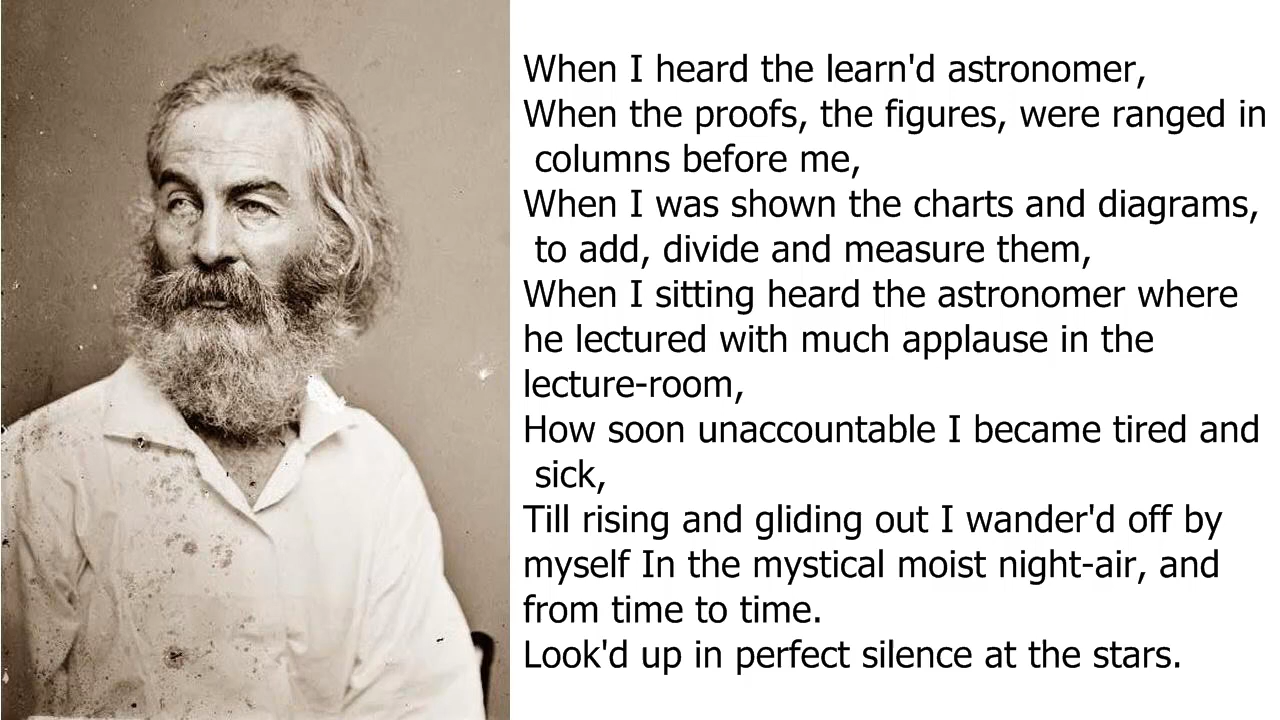 When I heard the learn'd astronomer,
When the proofs, the figures, were ranged in
columns before me,
When I was shown the charts and diagrams,
to add, divide and measure them,
When I sitting heard the astronomer where
he lectured with much applause in the
lecture-room,
How soon unaccountable I became tired and
sick,
Till rising and gliding out I wander'd off by
myself In the mystical moist night-air, and
from time to time.
Look'd up in perfect silence at the stars.